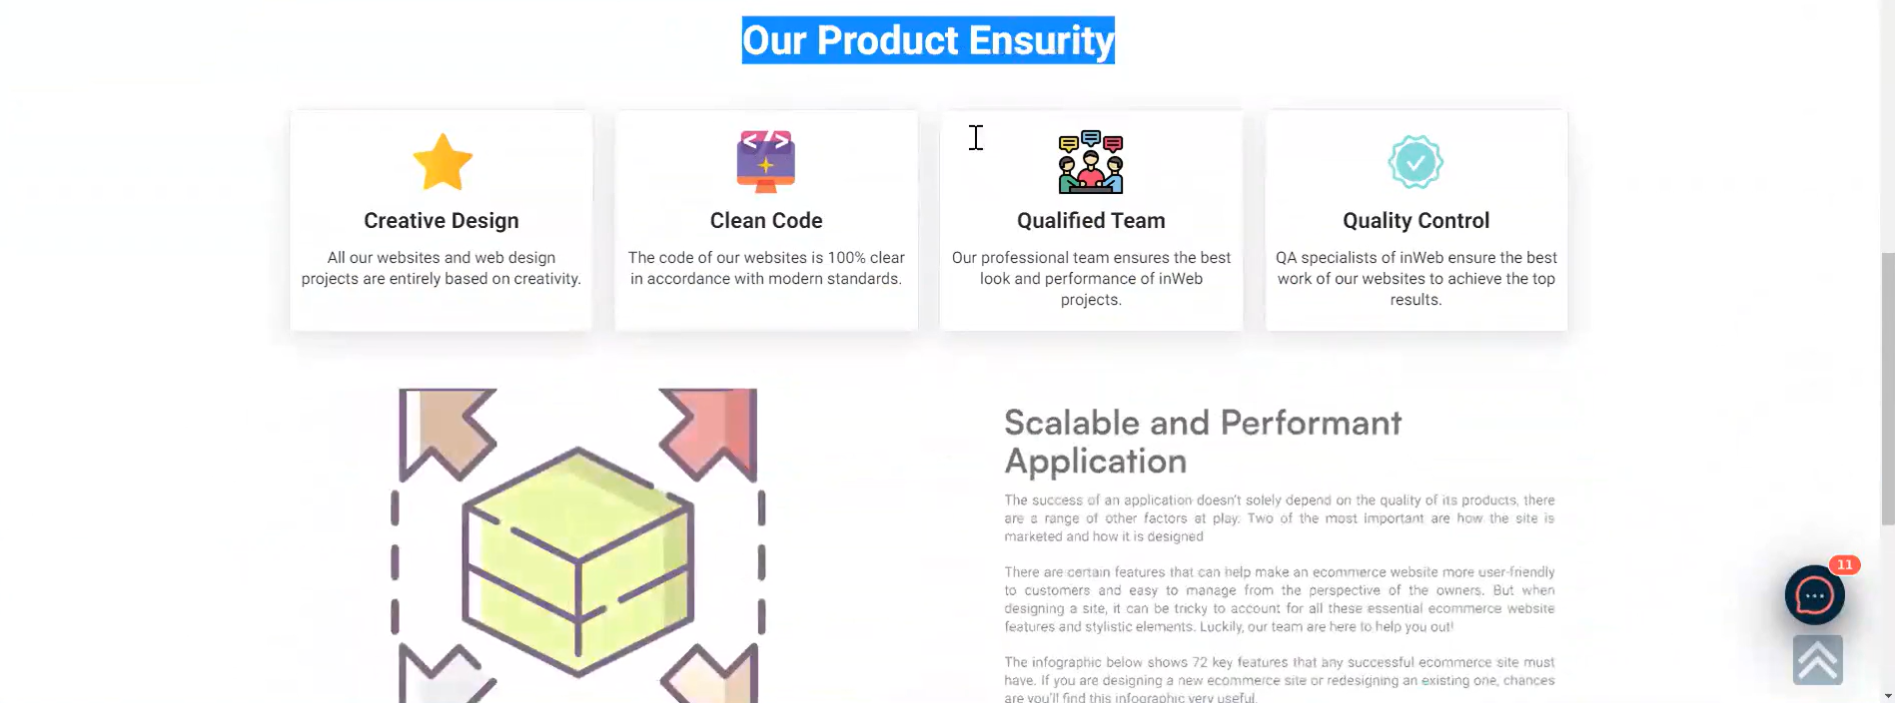 Our Product Ensurity
Creative Design
All our websites and web design
projects are entirely based on creativity.
Clean Code
The code of our websites is 100% clear
in accordance with modern standards.
Qualified Team
Our professional team ensures the best
look and performance of inWeb
projects.
Quality Control
QA specialists of inWeb ensure the best
work of our websites to achieve the top
results.
Scalable and Performant
Application
The success of an application doesn't solely depend on the quality of its products, there
are a range of other factors at play. Two of the most important are how the site is
marketed and how it is designed
There are certain features that can help make an ecommerce website more user-friendly
to customers and easy to manage from the perspective of the owners. But when
designing a site, it can be tricky to account for all these essential ecommerce website
features and stylistic elements. Luckily, our team are here to help you out!
The infographic below shows 72 key features that any successful ecommerce site must
have. If you are designing a new ecommerce site or redesigning an existing one, chances
are you'll find this infographic very useful.
11